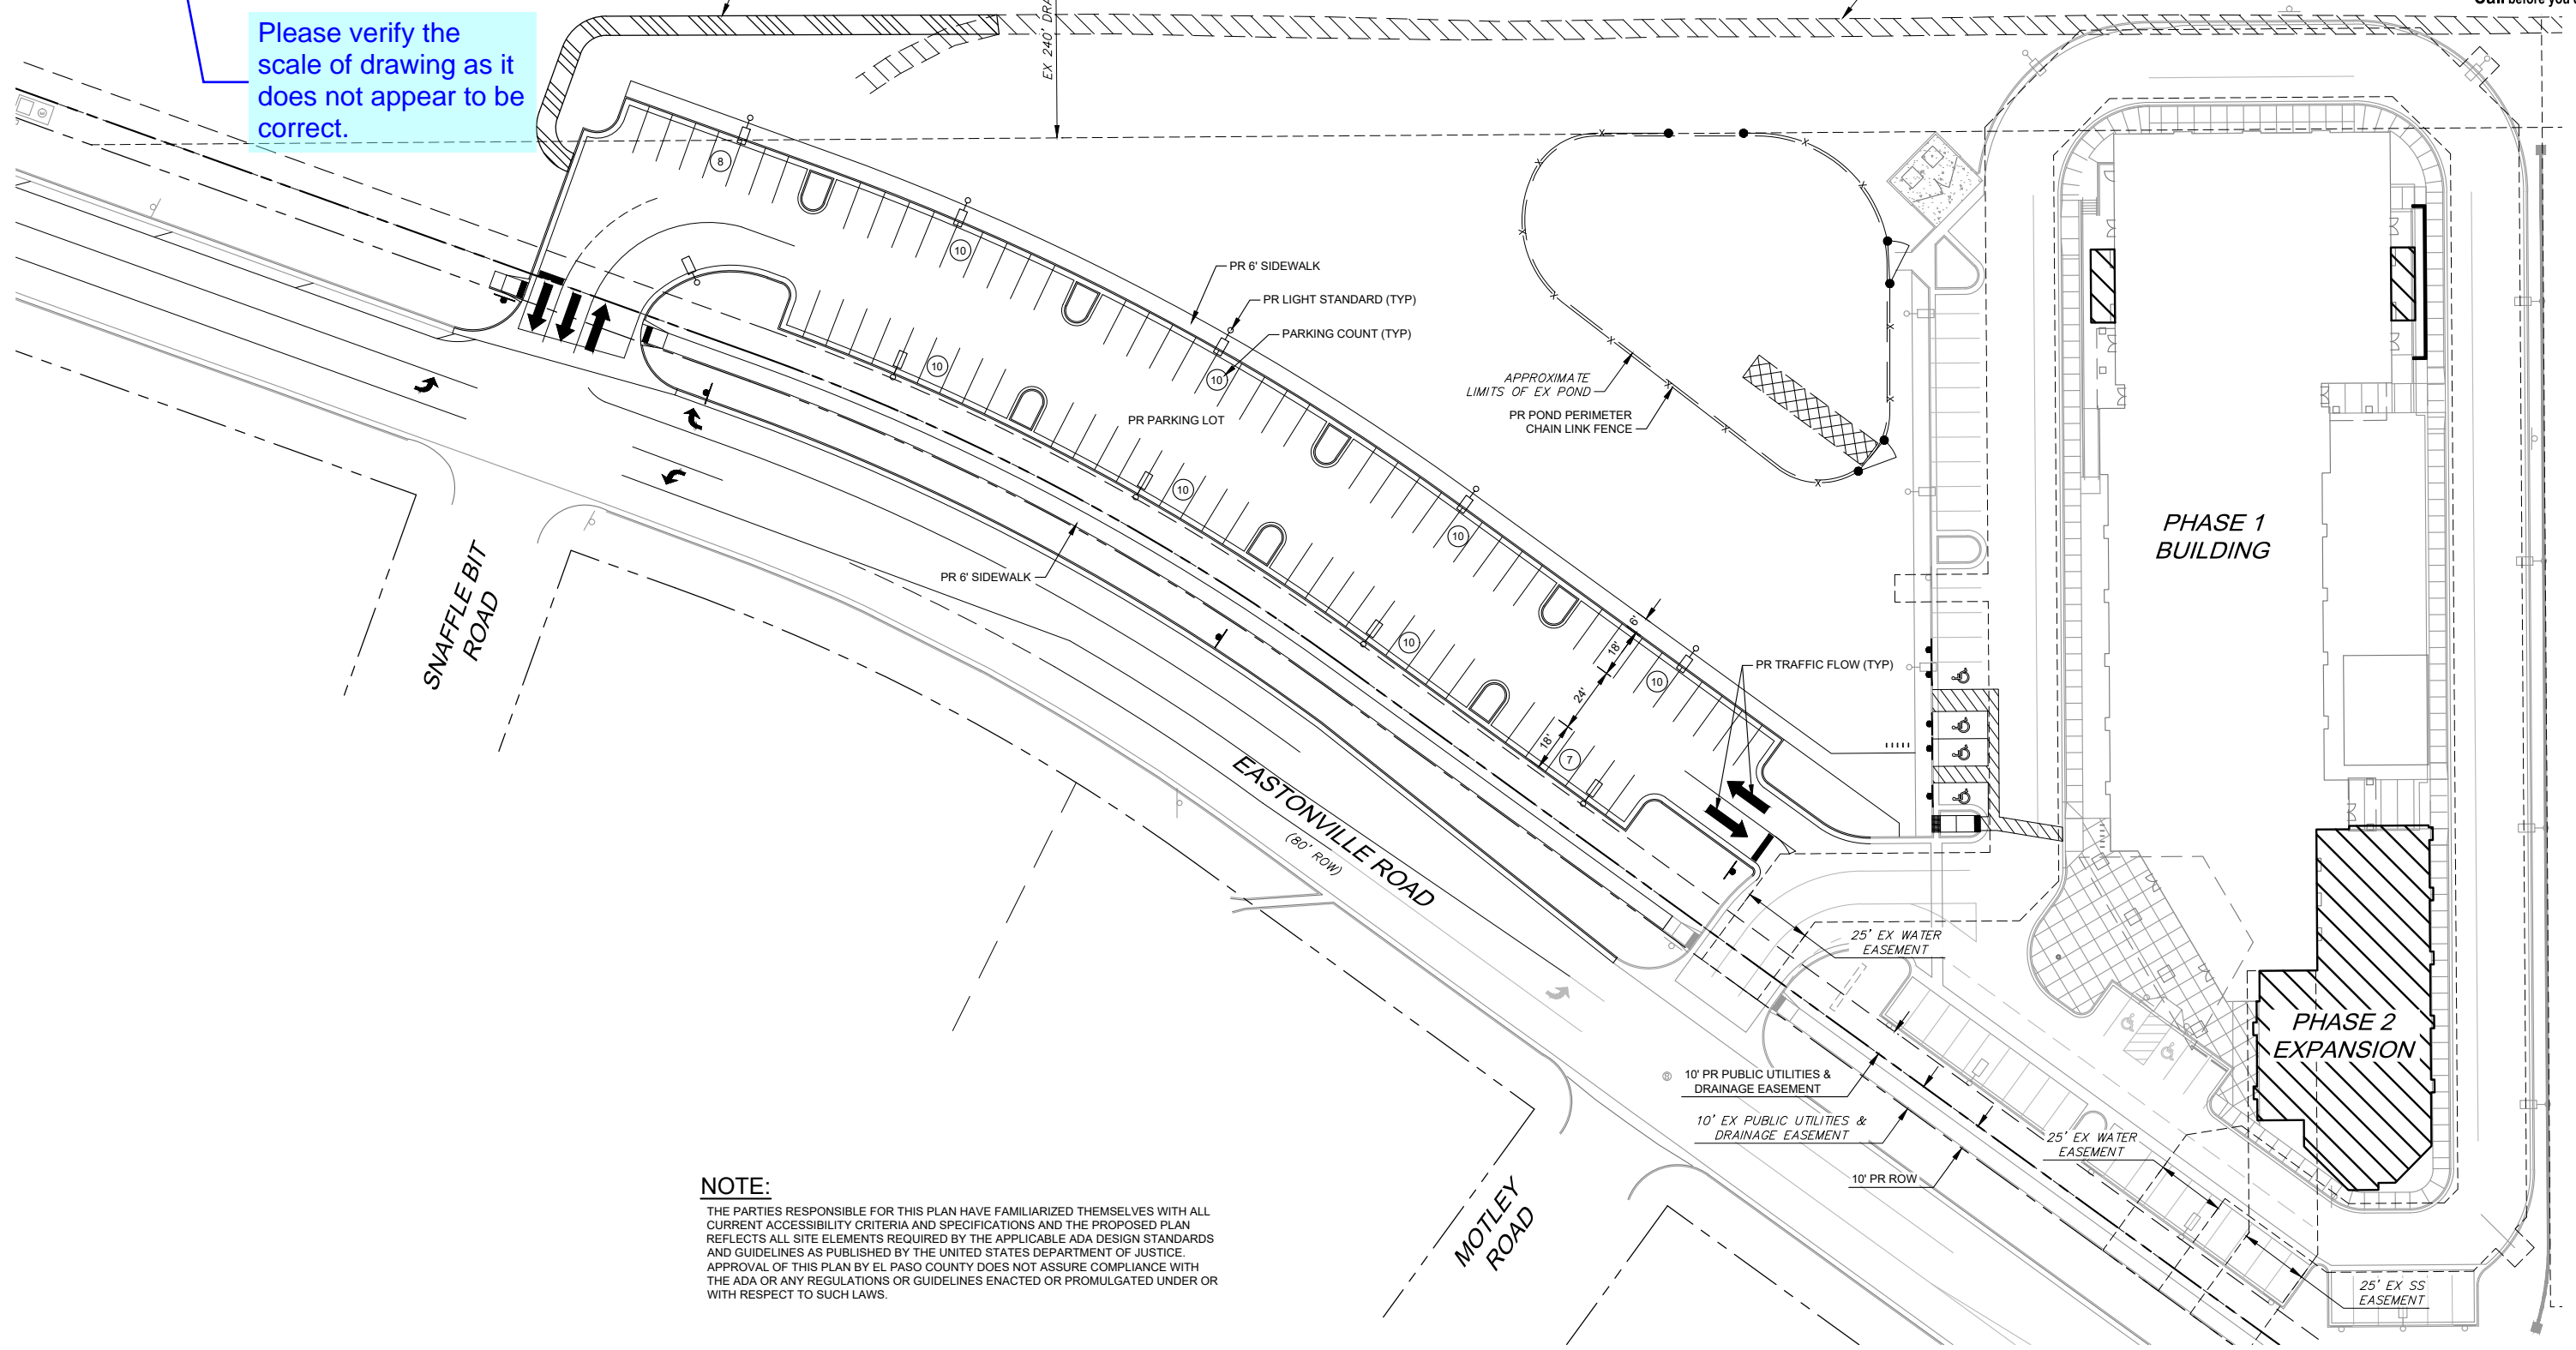 Call before you
Please verify the
scale of drawing as it
does not appear to be
correct.
EX 240' DRA
8
10
PR 6' SIDEWALK
PR LIGHT STANDARD (TYP)
PARKING COUNT (TYP)
10
10
PR PARKING LOT
APPROXIMATE
LIMITS OF EX POND
PR POND PERIMETER
CHAIN LINK FENCE
10
10
PHASE 1
BUILDING
SNAFFLE BIT
ROAD
PR 6' SIDEWALK
10
6'
18'
24'
18'
10
7
PR TRAFFIC FLOW (TYP)
EASTONVILLE ROAD
(80' ROW)
25' EX WATER
EASEMENT
PHASE 2
EXPANSION
10' PR PUBLIC UTILITIES &
DRAINAGE EASEMENT
10' EX PUBLIC UTILITIES &
DRAINAGE EASEMENT
25' EX WATER
EASEMENT
10' PR ROW
MOTLEY
ROAD
25' EX SS
EASEMENT
NOTE:
THE PARTIES RESPONSIBLE FOR THIS PLAN HAVE FAMILIARIZED THEMSELVES WITH ALL
CURRENT ACCESSIBILITY CRITERIA AND SPECIFICATIONS AND THE PROPOSED PLAN
REFLECTS ALL SITE ELEMENTS REQUIRED BY THE APPLICABLE ADA DESIGN STANDARDS
AND GUIDELINES AS PUBLISHED BY THE UNITED STATES DEPARTMENT OF JUSTICE.
APPROVAL OF THIS PLAN BY EL PASO COUNTY DOES NOT ASSURE COMPLIANCE WITH
THE ADA OR ANY REGULATIONS OR GUIDELINES ENACTED OR PROMULGATED UNDER OR
WITH RESPECT TO SUCH LAWS.